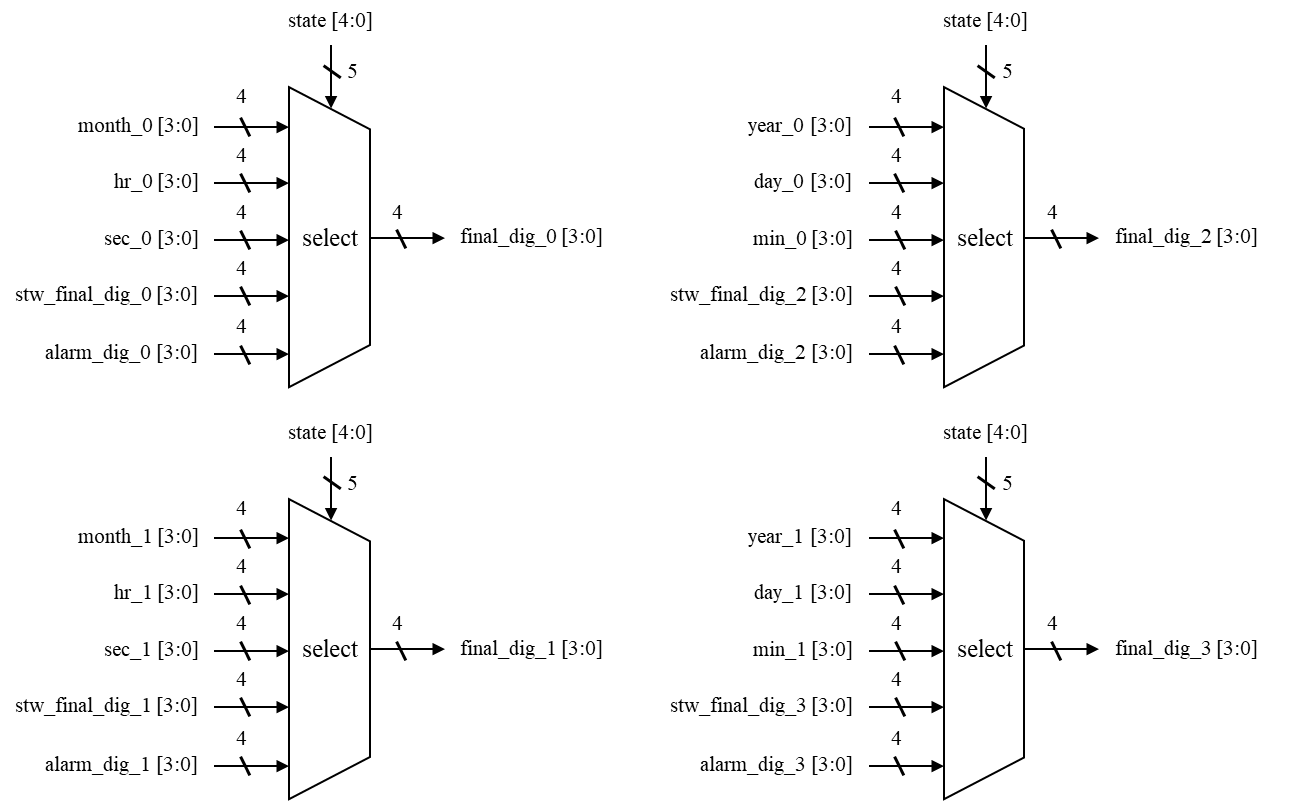 state [4:0]
5
4
month_0 [3:0]
4
hr_0 [3:0]
4
sec_0 [3:0]
4
stw_final_dig_0 [3:0]
4
alarm_dig_0 [3:0]
select
4
final_dig_0 [3:0]
state [4:0]
5
4
year_0 [3:0]
4
day_0 [3:0]
4
min_0 [3:0]
4
stw_final_dig_2 [3:0]
4
alarm_dig_2 [3:0]
select
4
final_dig_2 [3:0]
state [4:0]
5
4
month_1 [3:0]
4
hr_1 [3:0]
4
sec_1 [3:0]
4
stw_final_dig_1 [3:0]
4
alarm_dig_1 [3:0]
select
4
final_dig_1 [3:0]
state [4:0]
5
4
year_1 [3:0]
4
day_1 [3:0]
4
min_1 [3:0]
4
stw_final_dig_3 [3:0]
4
alarm_dig_3 [3:0]
select
4
final_dig_3 [3:0]